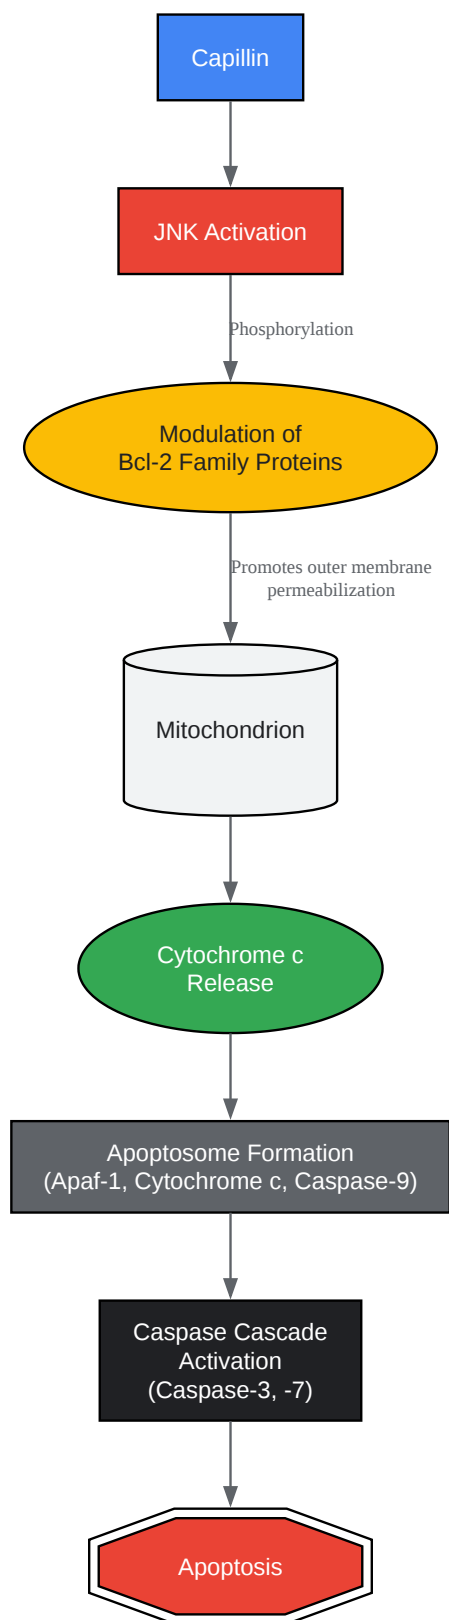 Capillin
JNK Activation
Phosphorylation
Modulation of
Bcl-2 Family Proteins
Promotes outer membrane
permeabilization
Mitochondrion
Cytochrome c
Release
Apoptosome Formation
(Apaf-1, Cytochrome c, Caspase-9)
Caspase Cascade
Activation
(Caspase-3, -7)
Apoptosis